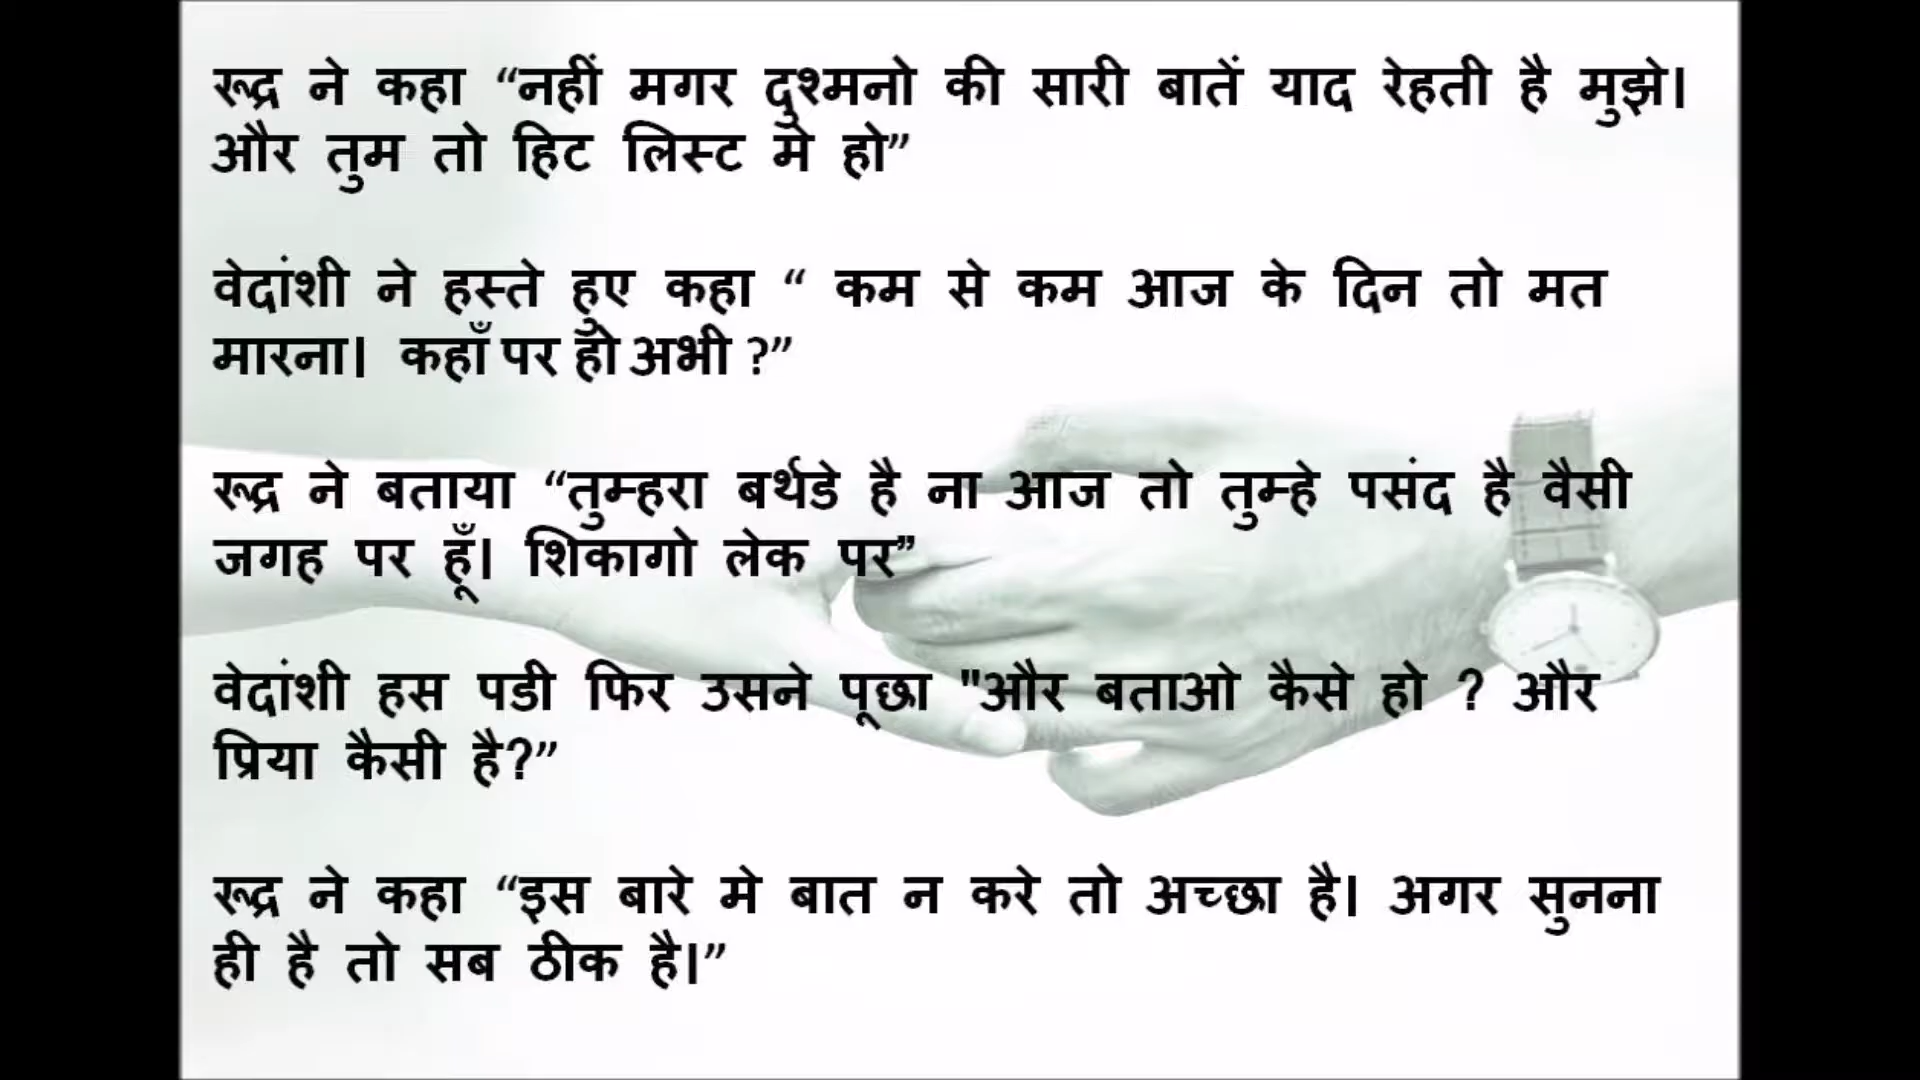 रूद्र ने कहा “नहीं मगर दुश्मनो की सारी बातें याद रेहती है मुझे।
और तुम तो हिट लिस्ट मे हो”
वेदांशी ने हस्ते हुए कहा “ कम से कम आज के दिन तो मत
मारना। कहाँ पर हो अभी ?”
रूद्र ने बताया “तुम्हरा बर्थडे है ना आज तो तुम्हे पसंद है वैसी
जगह पर हूँ। शिकागो लेक पर”
वेदांशी हस पडी फिर उसने पूछा "और बताओ कैसे हो ? और
प्रिया कैसी है?”
रूद्र ने कहा “इस बारे मे बात न करे तो अच्छा है। अगर सुनना
ही है तो सब ठीक है।”